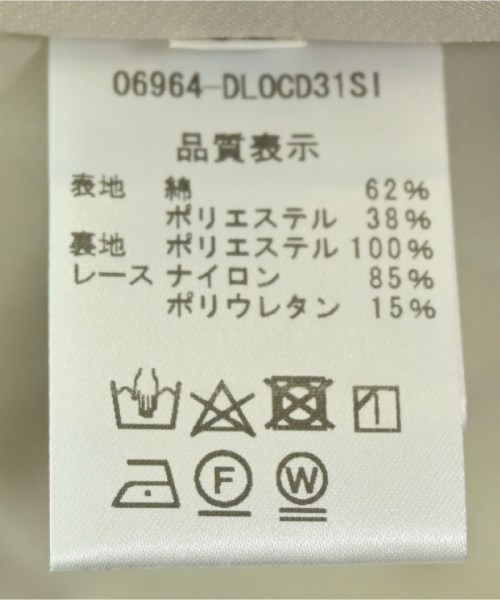 06964-DLOCD31SI
品質表示
表地 綿 62%
ポリエステル 38%
裏地 ポリエステル 100%
レース ナイロン 85%
ポリウレタン 15%
F W